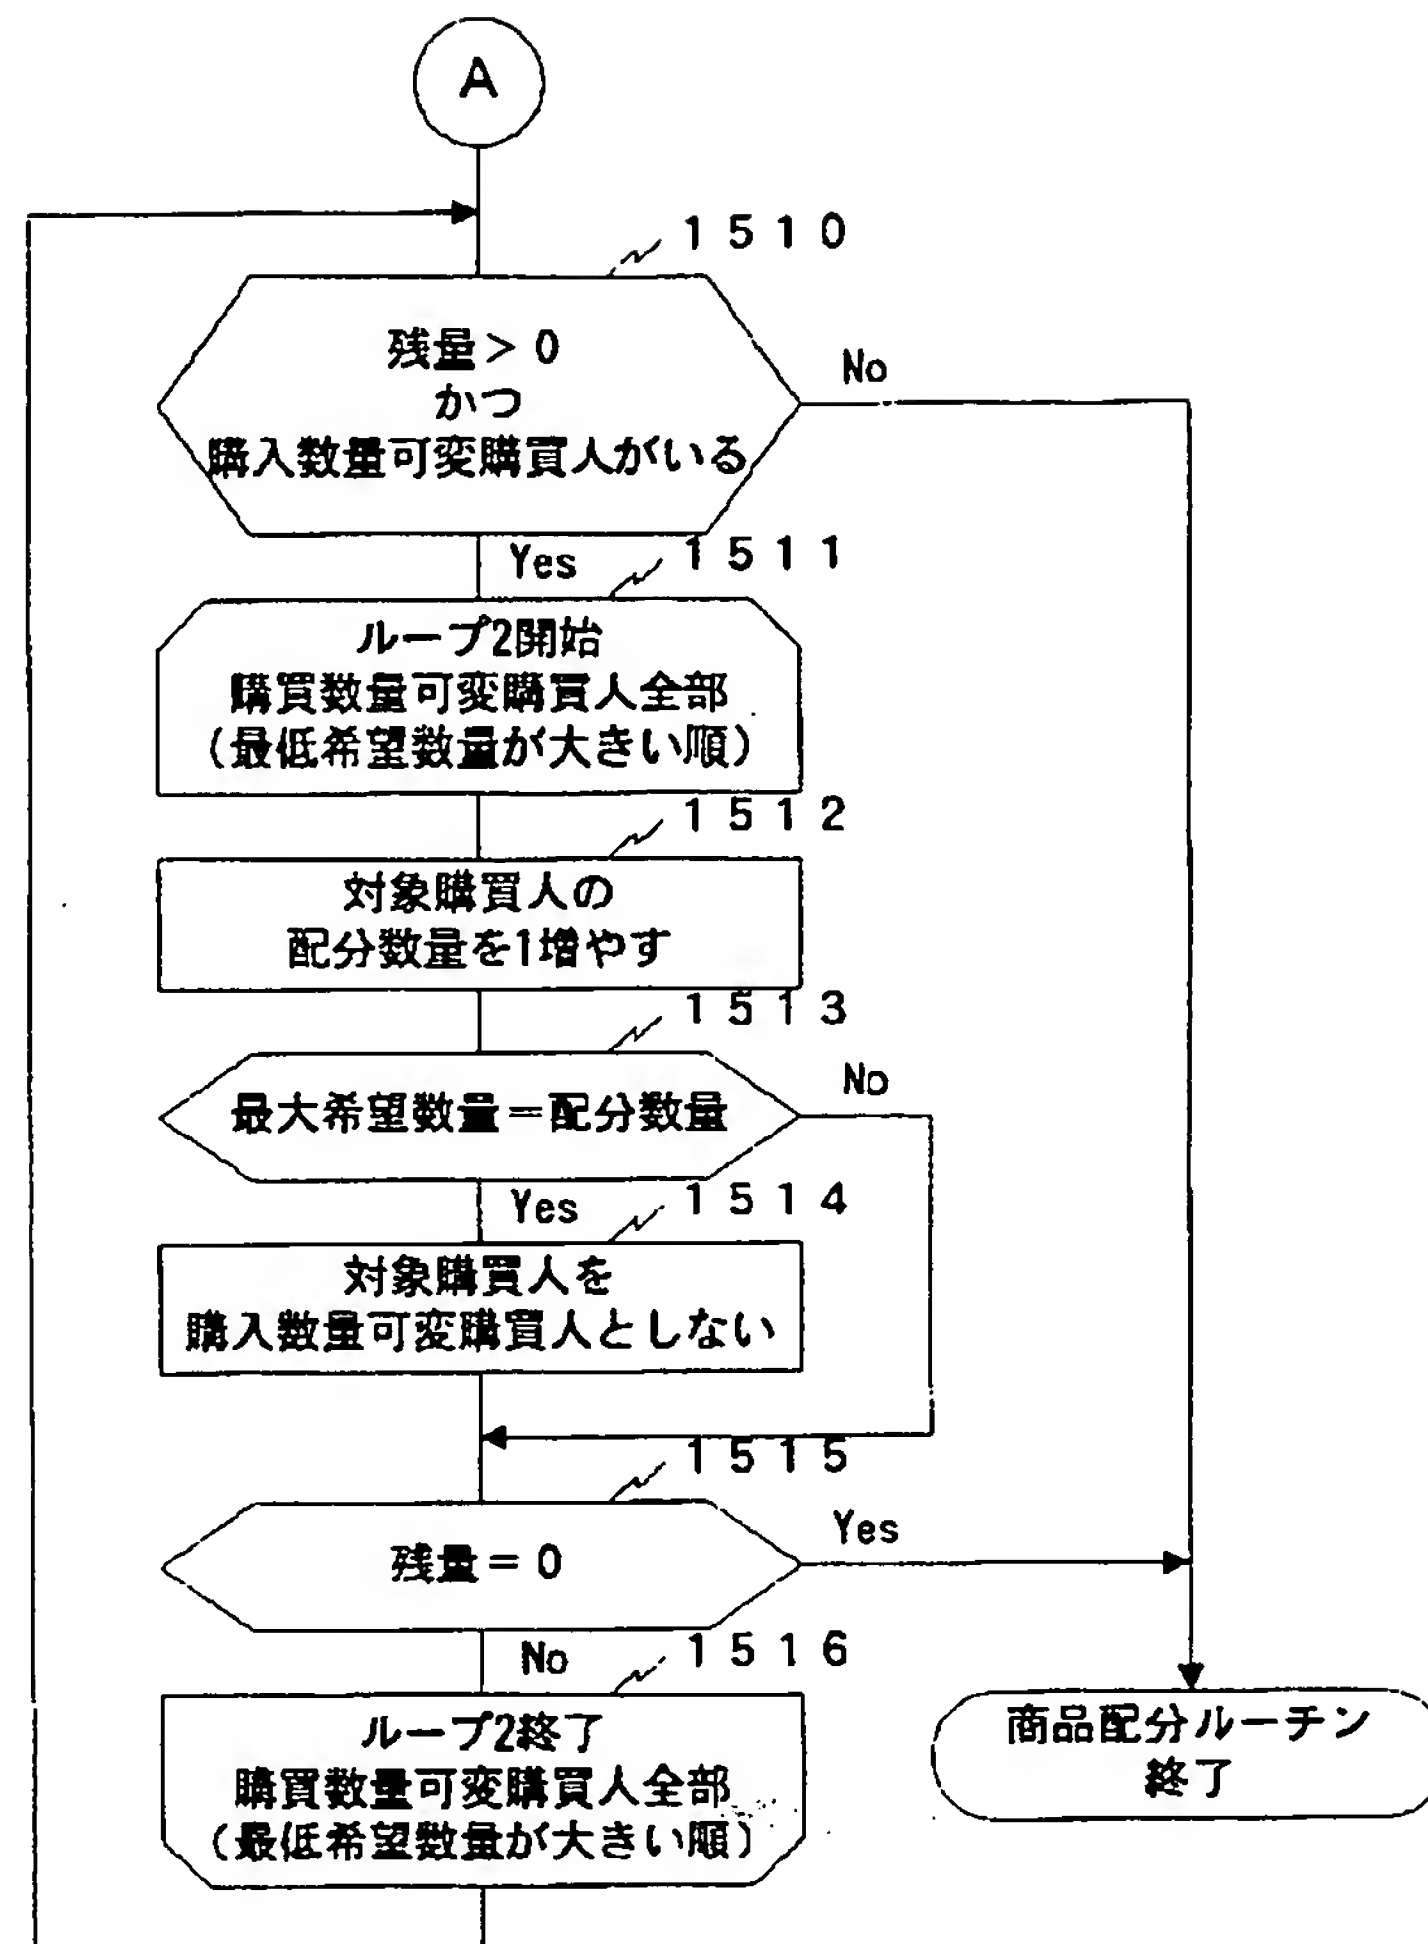 A
1510
残量>0
かつ
購入数量可変購買人がいる
No
Yes
1511
ループ2開始
購買数量可変購買人全部
(最低希望数量が大きい順)
1512
対象購買人の
配分数量を1増やす
1513
最大希望数量=配分数量
No
Yes
1514
対象購買人を
購入数量可変購買人としない
1515
残量=0
Yes
No
1516
ループ2終了
購買数量可変購買人全部
(最低希望数量が大きい順)
商品配分ルーチン
終了